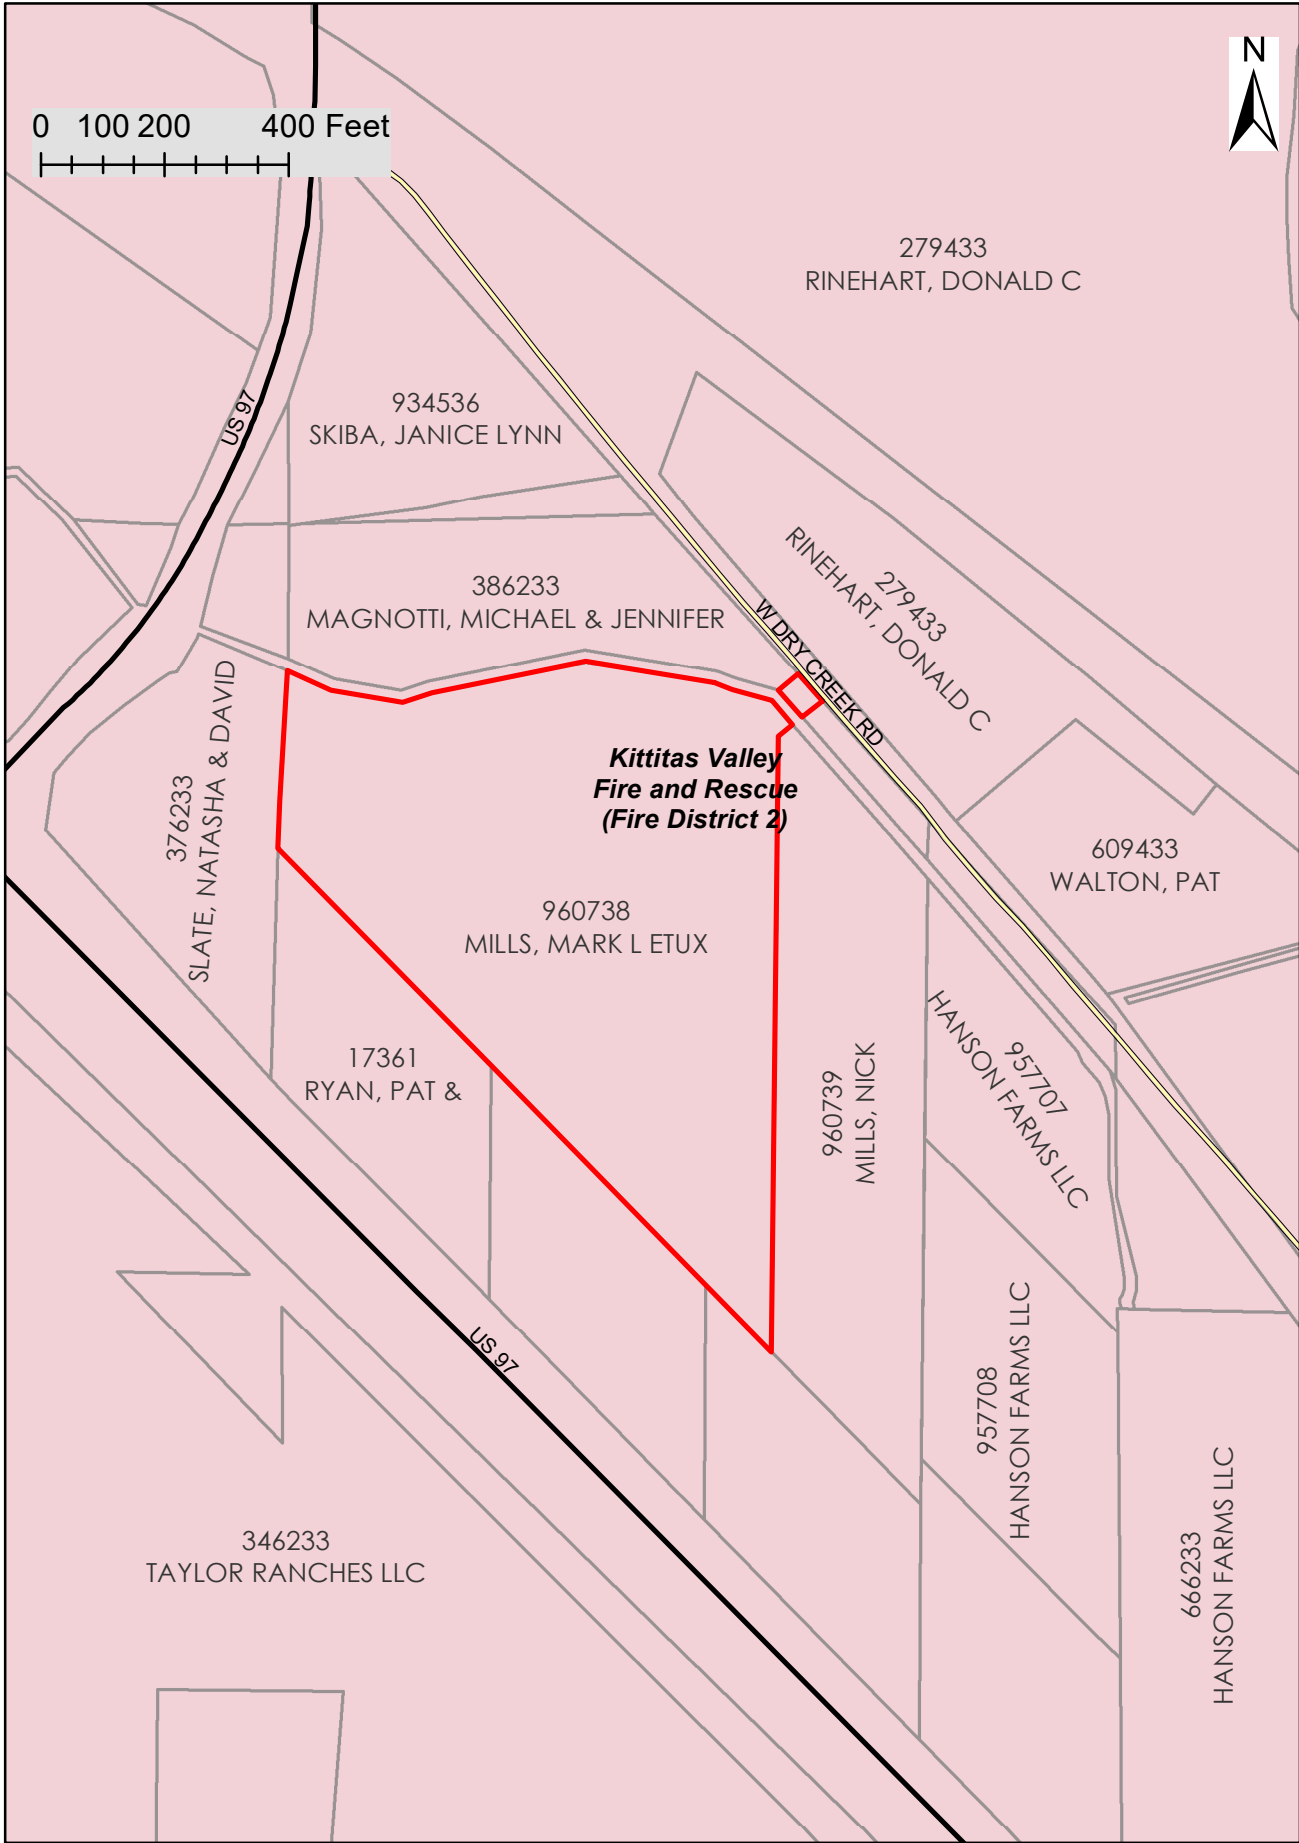 N
0 100 200 400 Feet
279433
RINEHART, DONALD C
US 97
934536
SKIBA, JANICE LYNN
279433
RINEHART, DONALD C
386233
MAGNOTTI, MICHAEL & JENNIFER
W DRY CREEK RD
376233
SLATE, NATASHA & DAVID
Kittitas Valley
Fire and Rescue
(Fire District 2)
609433
WALTON, PAT
960738
MILLS, MARK L ETUX
17361
RYAN, PAT &
960739
MILLS, NICK
957707
HANSON FARMS LLC
US 97
957708
HANSON FARMS LLC
346233
TAYLOR RANCHES LLC
666233
HANSON FARMS LLC